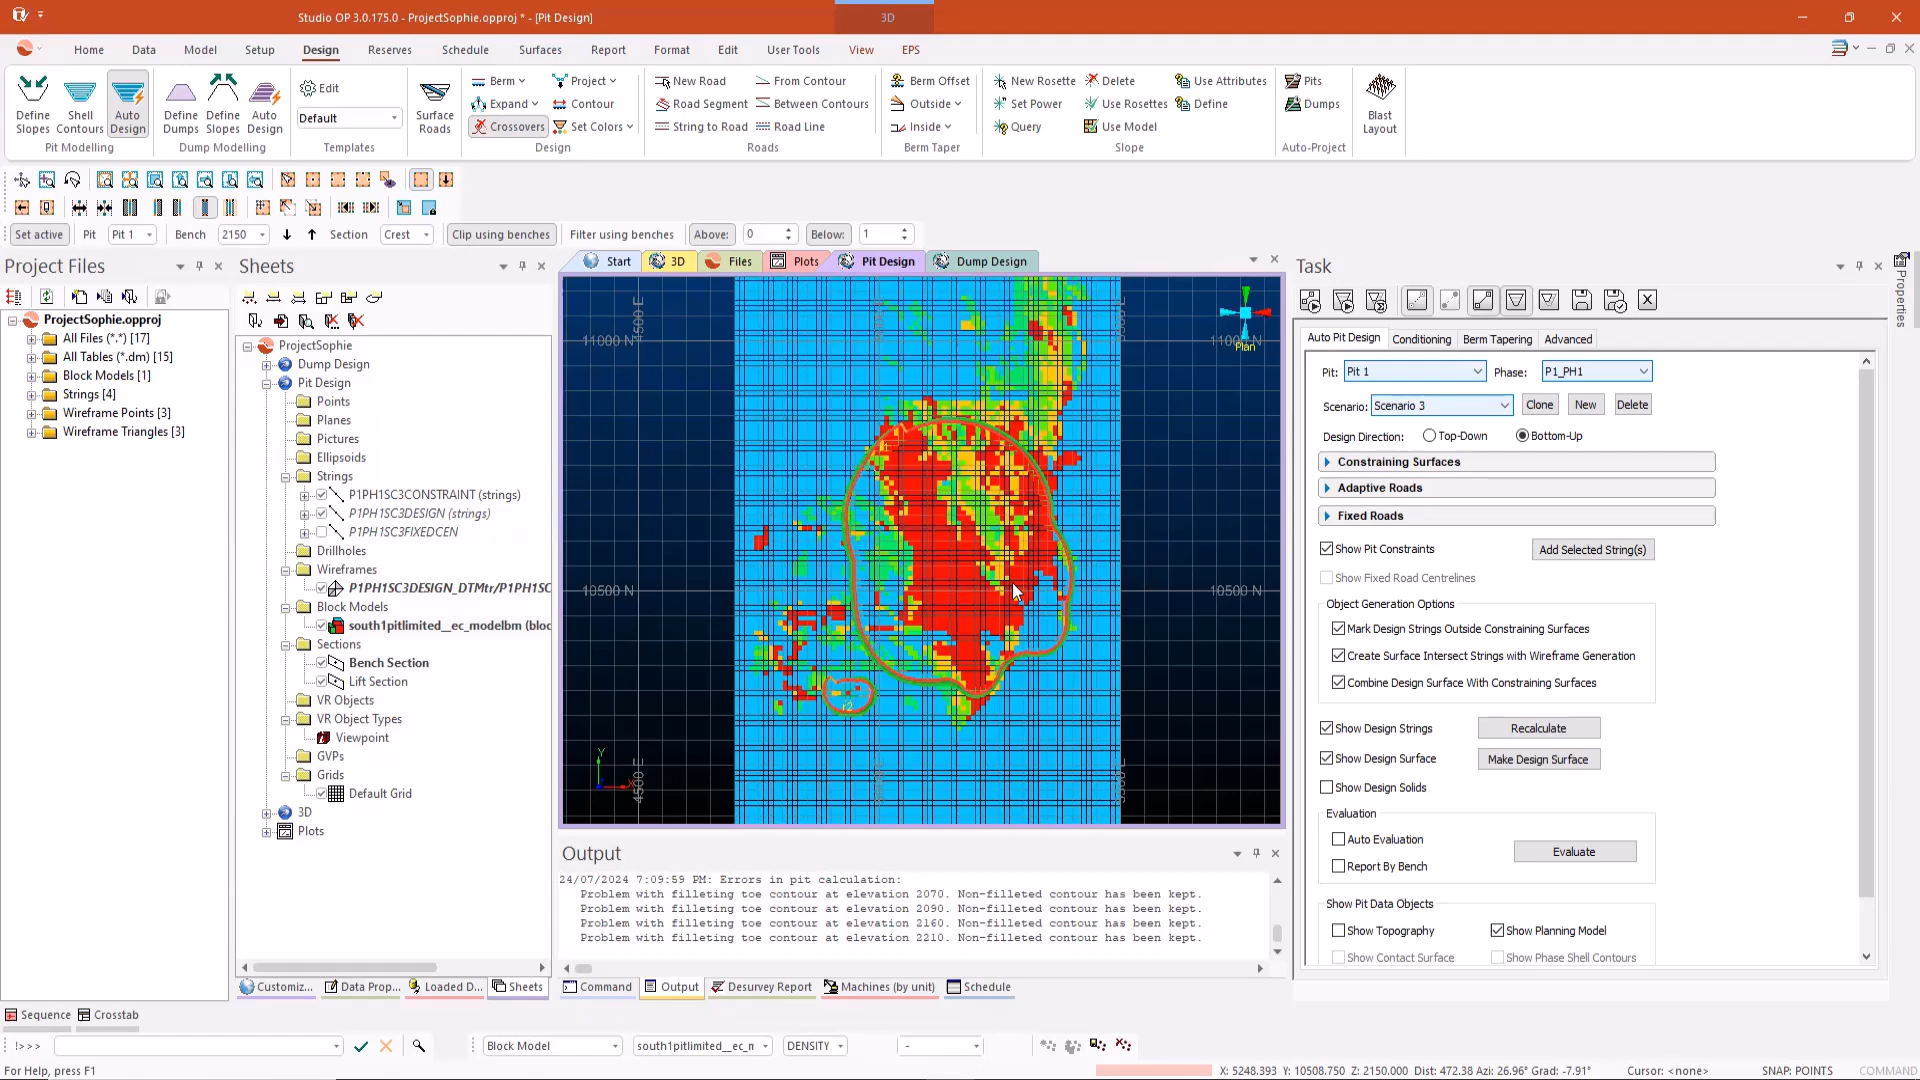 Studio OP 3.0.175.0 - ProjectSophie.opproj * - [Pit Design]
3D
Home Data Model Setup Design Reserves Schedule Surfaces Report Format Edit User Tools View EPS
Define Slopes
Shell Contours
Auto Design
Pit Modelling
Define Dumps
Define Slopes
Auto Design
Dump Modelling
Edit
Default
Templates
Surface Roads
Berm
Expand
Crossovers
Project
Contour
Set Colors
Design
New Road
Road Segment
String to Road
From Contour
Between Contours
Road Line
Roads
Berm Offset
Outside
Inside
Berm Taper
New Rosette
Set Power
Query
Delete
Use Rosettes
Use Model
Use Attributes
Define
Slope
Pits
Dumps
Auto-Project
Blast Layout
Set active Pit Pit 1 Bench 2150 Section Crest Clip using benches Filter using benches Above: 0 Below: 1
Project Files
ProjectSophie.opproj
All Files (*.*) [17]
All Tables (*.dm) [15]
Block Models [1]
Strings [4]
Wireframe Points [3]
Wireframe Triangles [3]
Sheets
ProjectSophie
Dump Design
Pit Design
Points
Planes
Pictures
Ellipsoids
Strings
P1PH1SC3CONSTRAINT (strings)
P1PH1SC3DESIGN (strings)
P1PH1SC3FIXEDCEN
Drillholes
Wireframes
P1PH1SC3DESIGN_DTMtr/P1PH1SC
Block Models
south1pitlimited__ec_modelbm (bloc
Sections
Bench Section
Lift Section
VR Objects
VR Object Types
Viewpoint
GVPs
Grids
Default Grid
3D
Plots
Customiz... Data Prop... Loaded D... Sheets
Start 3D Files Plots Pit Design Dump Design
4500 E
11000 N
Plan
10500 N
10500 N
r2
Y
4500 E
Output
24/07/2024 7:09:59 PM: Errors in pit calculation:
Problem with filleting toe contour at elevation 2070. Non-filleted contour has been kept.
Problem with filleting toe contour at elevation 2090. Non-filleted contour has been kept.
Problem with filleting toe contour at elevation 2160. Non-filleted contour has been kept.
Problem with filleting toe contour at elevation 2210. Non-filleted contour has been kept.
Command Output Desurvey Report Machines (by unit) Schedule
Task
Properties
Auto Pit Design Conditioning Berm Tapering Advanced
Pit: Pit 1 Phase: P1_PH1
Scenario: Scenario 3 Clone New Delete
Design Direction: Top-Down Bottom-Up
Constraining Surfaces
Adaptive Roads
Fixed Roads
Show Pit Constraints Add Selected String(s)
Show Fixed Road Centrelines
Object Generation Options
Mark Design Strings Outside Constraining Surfaces
Create Surface Intersect Strings with Wireframe Generation
Combine Design Surface With Constraining Surfaces
Show Design Strings Recalculate
Show Design Surface Make Design Surface
Show Design Solids
Evaluation
Auto Evaluation
Evaluate
Report By Bench
Show Pit Data Objects
Show Topography Show Planning Model
Show Contact Surface Show Phase Shell Contours
Sequence Crosstab
!>>> Block Model south1pitlimited__ec_n DENSITY -
For Help, press F1 X: 5248.393 Y: 10508.750 Z: 2150.000 Dist: 472.38 Azi: 26.96° Grad: -7.91° Cursor: <none> SNAP: POINTS COMMAND